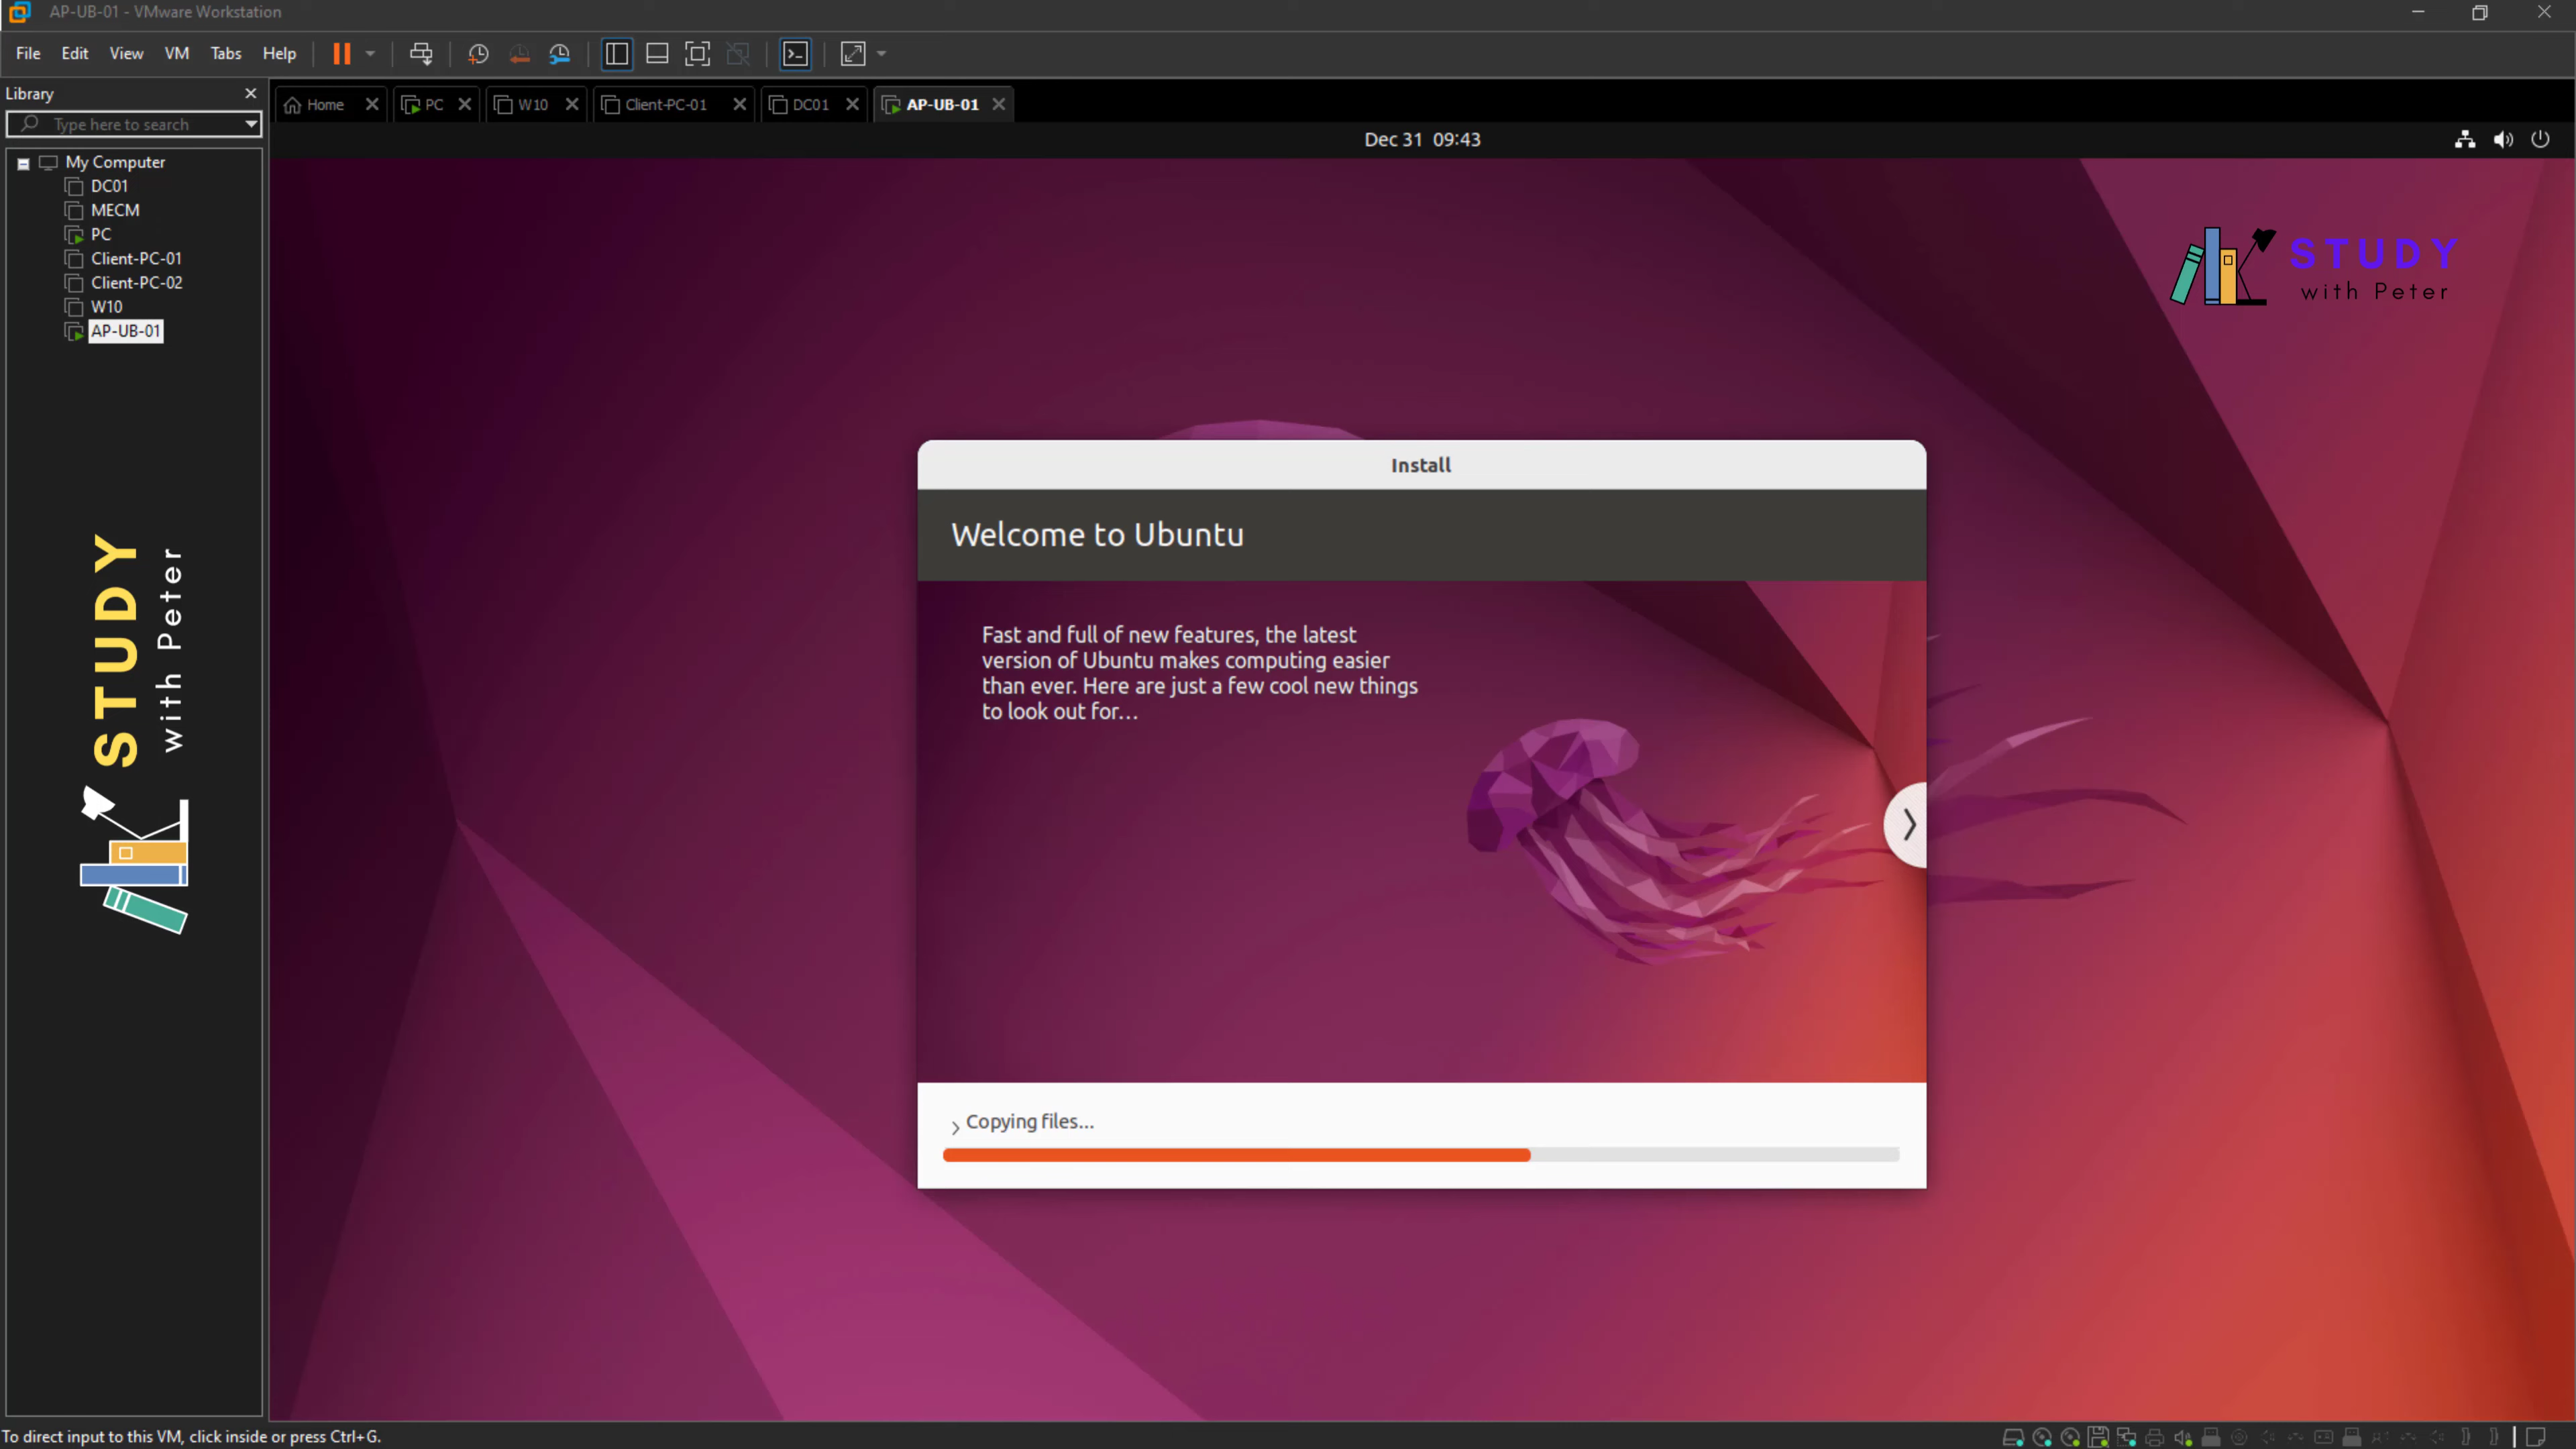 AP-UB-01 - VMware Workstation
File Edit View VM Tabs Help
Library
Type here to search
My Computer
DC01
MECM
PC
Client-PC-01
Client-PC-02
W10
AP-UB-01
STUDY
with Peter
Home PC W10 Client-PC-01 DC01 AP-UB-01
Dec 31 09:43
STUDY
with Peter
Install
Welcome to Ubuntu
Fast and full of new features, the latest
version of Ubuntu makes computing easier
than ever. Here are just a few cool new things
to look out for...
Copying files...
To direct input to this VM, click inside or press Ctrl+G.